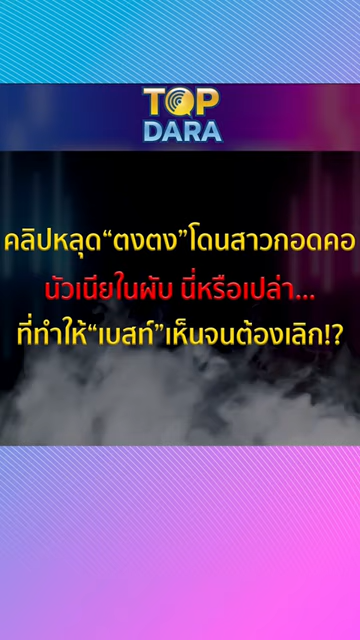 TOP
DARA
คลิปหลุด“ตงตง”โดนสาวกอดคอ
นัวเนียในผับ นี่หรือเปล่า...
ที่ทำให้“เบสท์”เห็นจนต้องเลิก!?